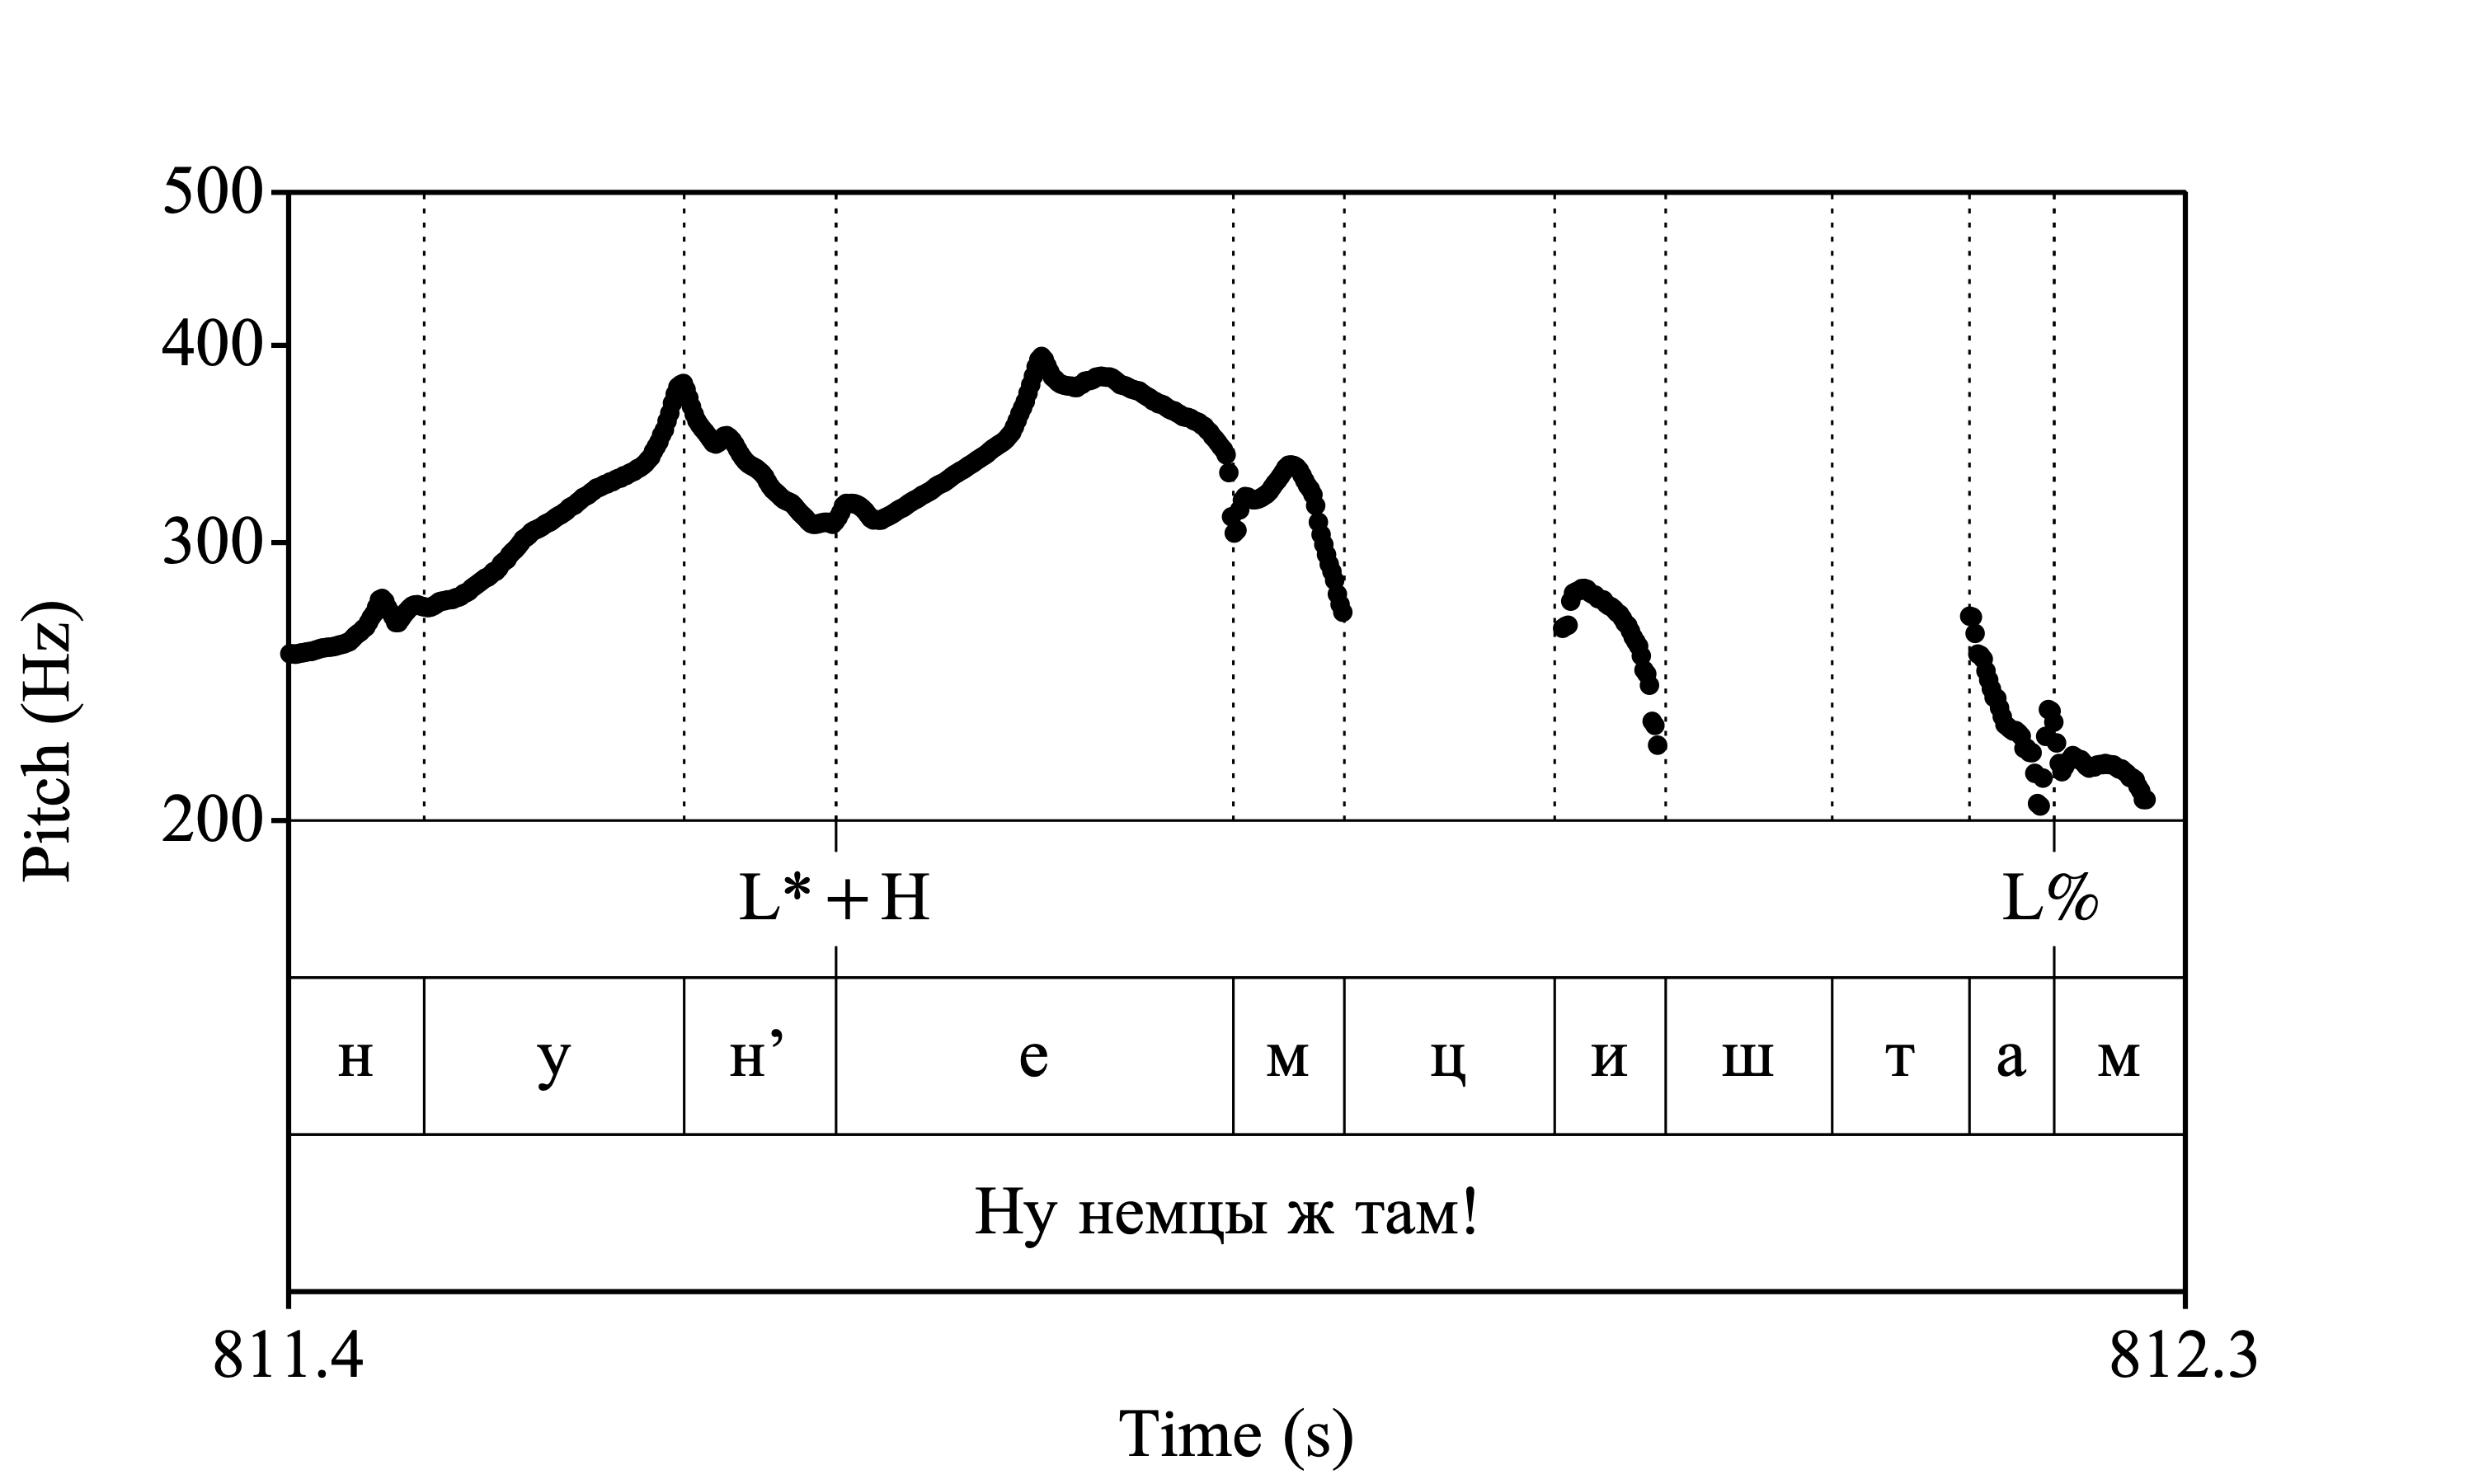 500
400
300
200
Pitch (Hz)
L*+H L%
н у н’ е м ц и ш т а м
Ну немцы ж там!
811.4 812.3
Time (s)